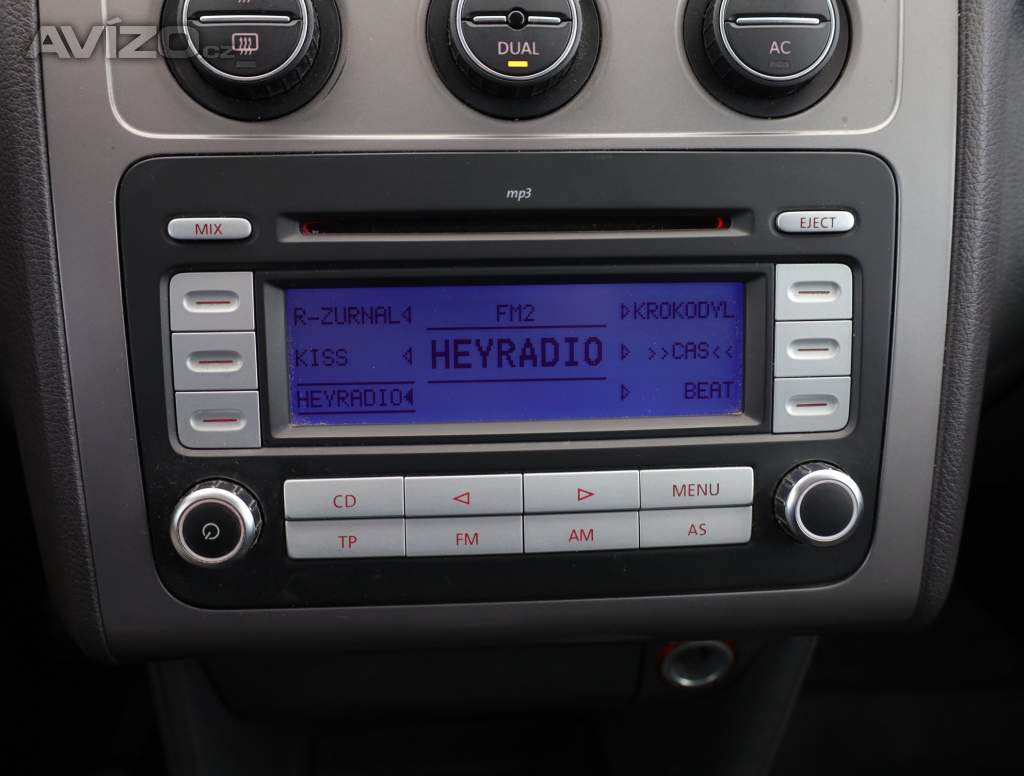 AVÍZO.cz
DUAL
AC
mp3
MIX
EJECT
R-ZURNAL FM2 KROKODYL
KISS HEYRADIO >>CAS<<
HEYRADIO BEAT
CD MENU
TP FM AM AS